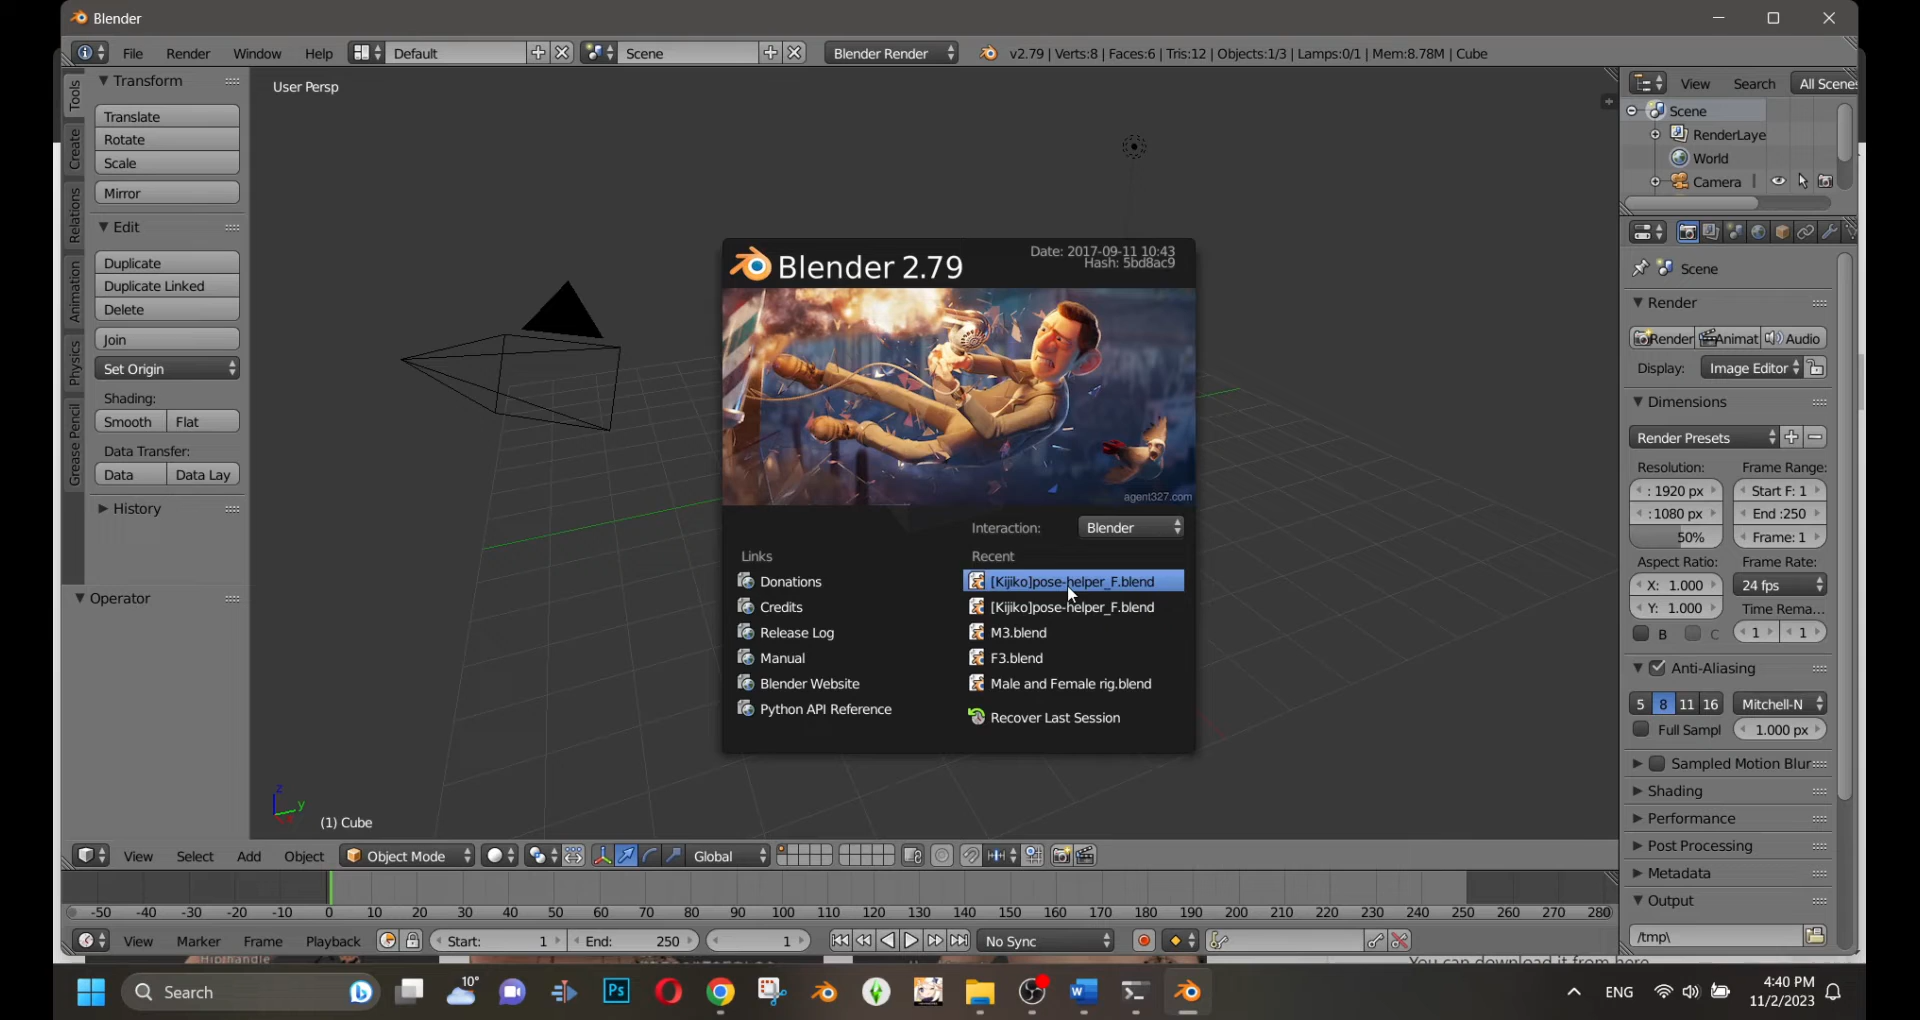 Blender
File Render Window Help Default Scene Blender Render v2.79 | Verts:8 | Faces:6 | Tris:12 | Objects:1/3 | Lamps:0/1 | Mem:8.78M | Cube
Tools
Create
Relations
Animation
Physics
Grease Pencil
Transform
Translate
Rotate
Scale
Mirror
Edit
Duplicate
Duplicate Linked
Delete
Join
Set Origin
Shading:
Smooth Flat
Data Transfer:
Data Data Lay
History
Operator
User Persp
Blender 2.79
Date: 2017-09-11 10:43
Hash: 5bd8ac9
agent327.com
Interaction: Blender
Links
Donations
Credits
Release Log
Manual
Blender Website
Python API Reference
Recent
[Kijiko]pose-helper_F.blend
[Kijiko]pose-helper_F.blend
M3.blend
F3.blend
Male and Female rig.blend
Recover Last Session
z
y
(1) Cube
View Search All Scenes
Scene
RenderLaye
World
Camera
Scene
Render
Render Animat Audio
Display: Image Editor
Dimensions
Render Presets
Resolution: Frame Range:
: 1920 px Start F: 1
:1080 px End :250
50% Frame: 1
Aspect Ratio: Frame Rate:
X: 1.000 24 fps
Y: 1.000 Time Rema...
B C 1 1
Anti-Aliasing
5 8 11 16 Mitchell-N
Full Sampl 1.000 px
Sampled Motion Blur
Shading
Performance
Post Processing
Metadata
Output
/tmp\
View Select Add Object Object Mode Global
-50 -40 -30 -20 -10 0 10 20 30 40 50 60 70 80 90 100 110 120 130 140 150 160 170 180 190 200 210 220 230 240 250 260 270 280
View Marker Frame Playback Start: 1 End: 250 1 No Sync
You can download it from here
Search 10° Ps ENG 4:40 PM
11/2/2023